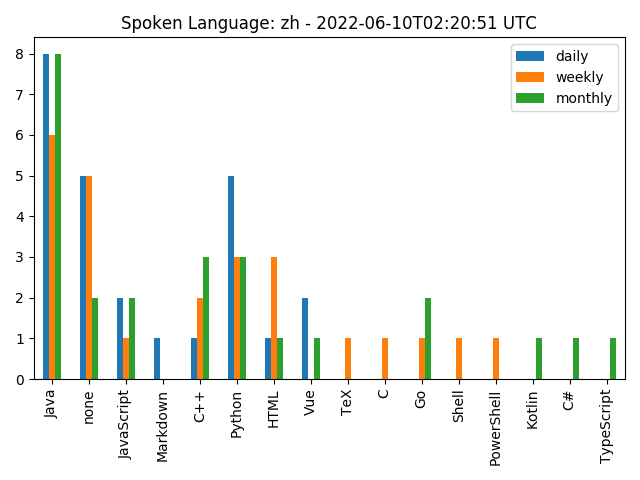 Spoken Language: zh - 2022-06-10T02:20:51 UTC
daily
weekly
monthly
8
7
6
5
4
3
2
1
0
Java
none
JavaScript
Markdown
C++
Python
HTML
Vue
TeX
C
Go
Shell
PowerShell
Kotlin
C#
TypeScript